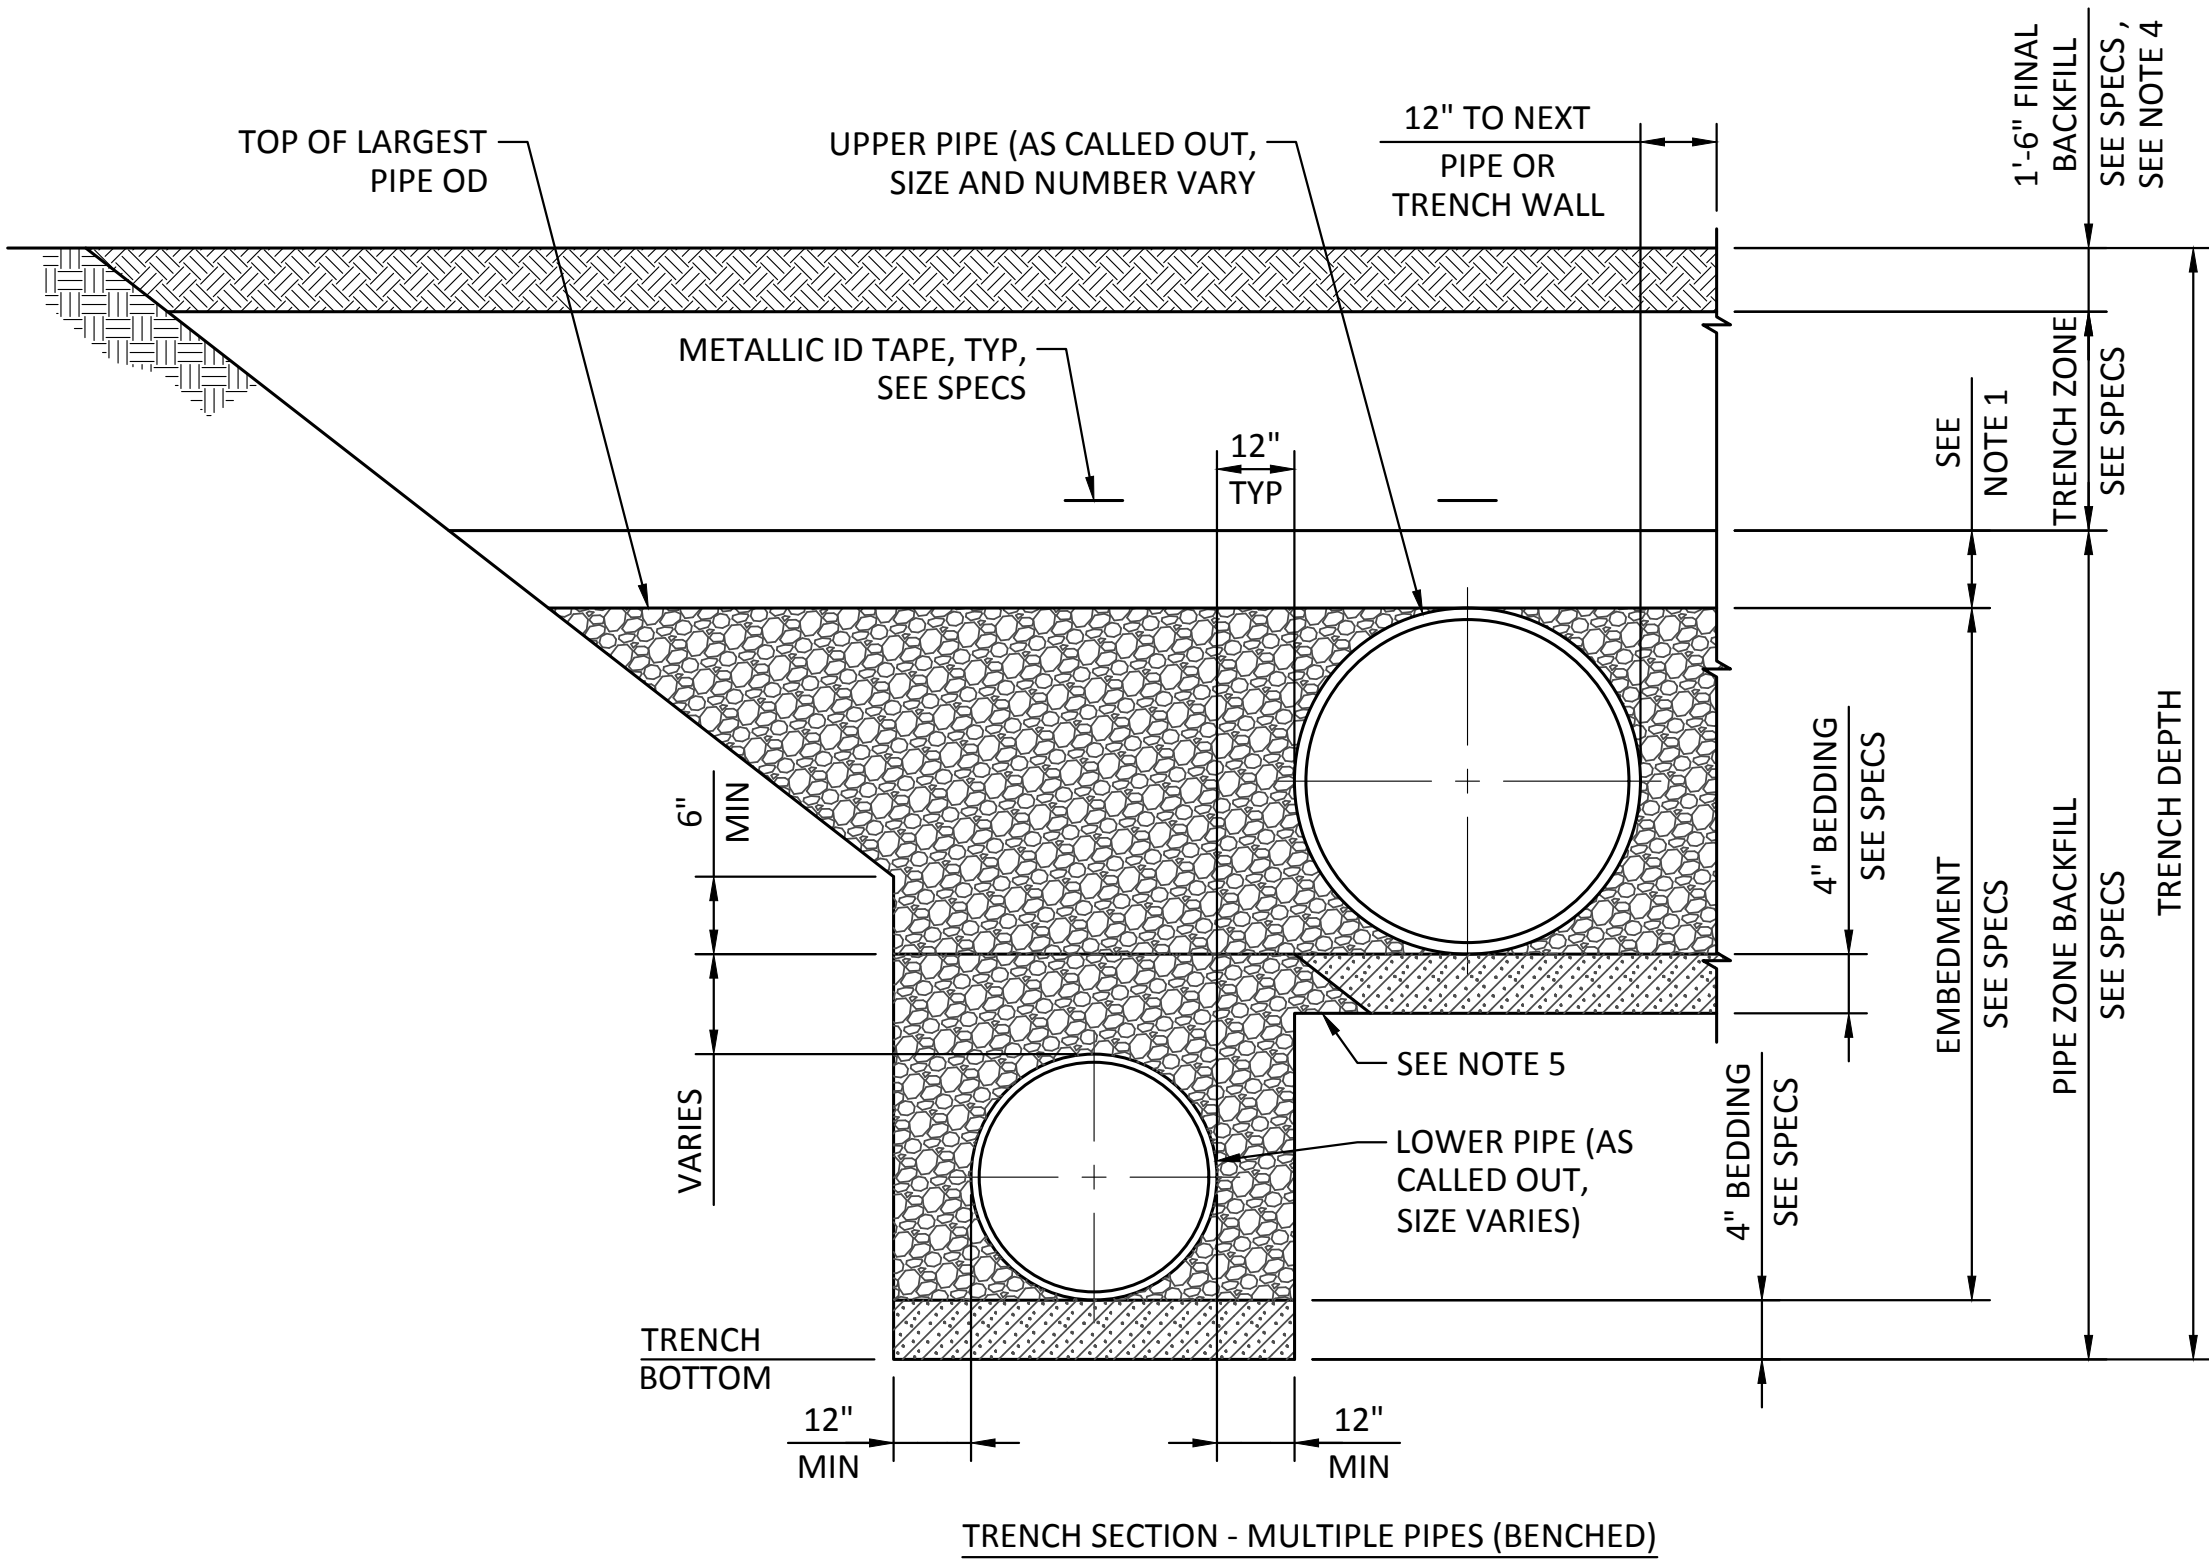 TOP OF LARGEST
PIPE OD
UPPER PIPE (AS CALLED OUT,
SIZE AND NUMBER VARY
12" TO NEXT
PIPE OR
TRENCH WALL
1'-6" FINAL
BACKFILL
SEE SPECS ,
SEE NOTE 4
METALLIC ID TAPE, TYP,
SEE SPECS
12"
TYP
SEE
NOTE 1
TRENCH ZONE
SEE SPECS
6"
MIN
VARIES
4" BEDDING
SEE SPECS
EMBEDMENT
SEE SPECS
PIPE ZONE BACKFILL
SEE SPECS
TRENCH DEPTH
SEE NOTE 5
LOWER PIPE (AS
CALLED OUT,
SIZE VARIES)
4" BEDDING
SEE SPECS
TRENCH
BOTTOM
12"
MIN
12"
MIN
TRENCH SECTION - MULTIPLE PIPES (BENCHED)